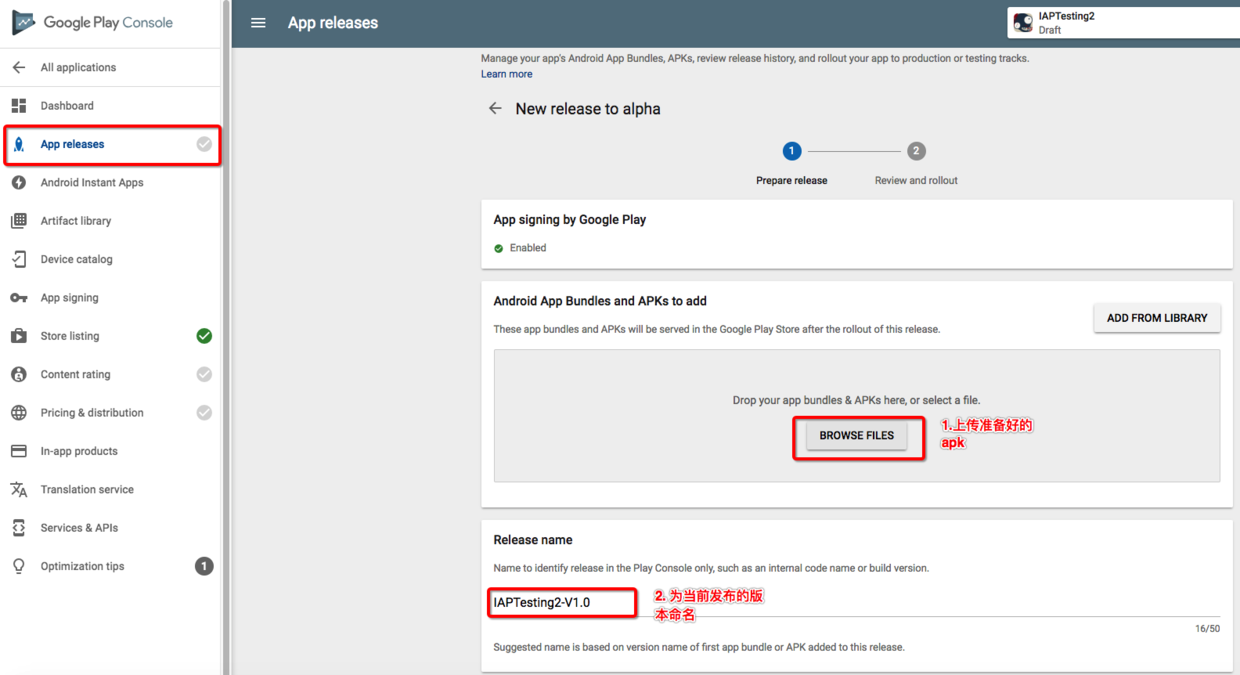 Google Play Console
App releases
IAPTesting2
Draft
All applications
Dashboard
App releases
Android Instant Apps
Artifact library
Device catalog
App signing
Store listing
Content rating
Pricing & distribution
In-app products
Translation service
Services & APIs
Optimization tips
1
Manage your app's Android App Bundles, APKs, review release history, and rollout your app to production or testing tracks.
Learn more
New release to alpha
1
2
Prepare release
Review and rollout
App signing by Google Play
Enabled
Android App Bundles and APKs to add
These app bundles and APKs will be served in the Google Play Store after the rollout of this release.
ADD FROM LIBRARY
Drop your app bundles & APKs here, or select a file.
BROWSE FILES
1.上传准备好的
apk
Release name
Name to identify release in the Play Console only, such as an internal code name or build version.
IAPTesting2-V1.0
2. 为当前发布的版
本命名
16/50
Suggested name is based on version name of first app bundle or APK added to this release.